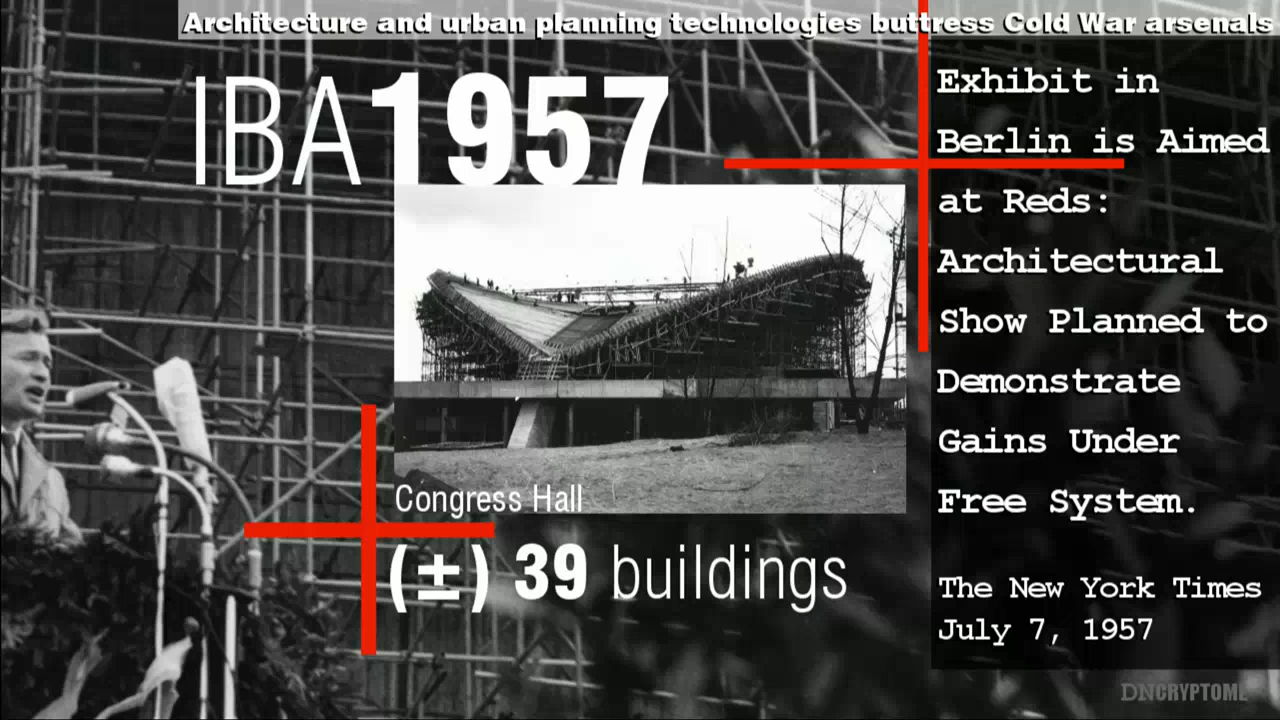 Architecture and urban planning technologies buttress Cold War arsenals
IBA1957
Congress Hall
(±) 39 buildings
Exhibit in
Berlin is Aimed
at Reds:
Architectural
Show Planned to
Demonstrate
Gains Under
Free System.
The New York Times
July 7, 1957
DNCRYPTOME